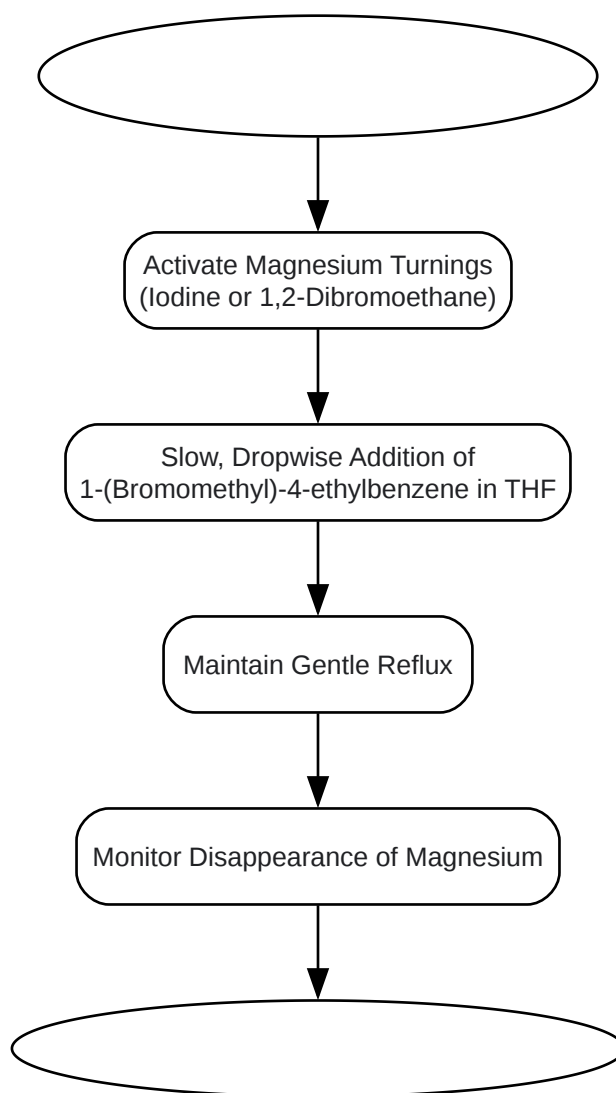 Activate Magnesium Turnings
(Iodine or 1,2-Dibromoethane)
Slow, Dropwise Addition of
1-(Bromomethyl)-4-ethylbenzene in THF
Maintain Gentle Reflux
Monitor Disappearance of Magnesium